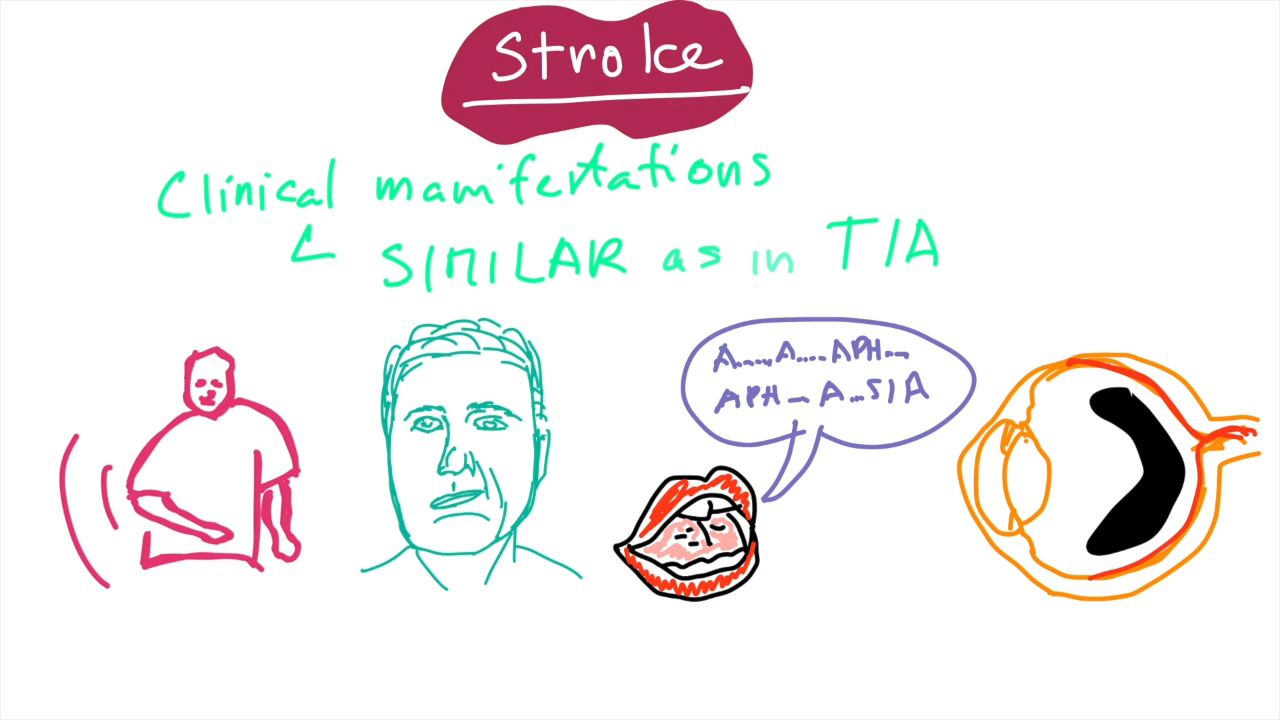 Stroke
Clinical manifestations
SIMILAR as in TIA
A....A....APH...
APH...A...SIA